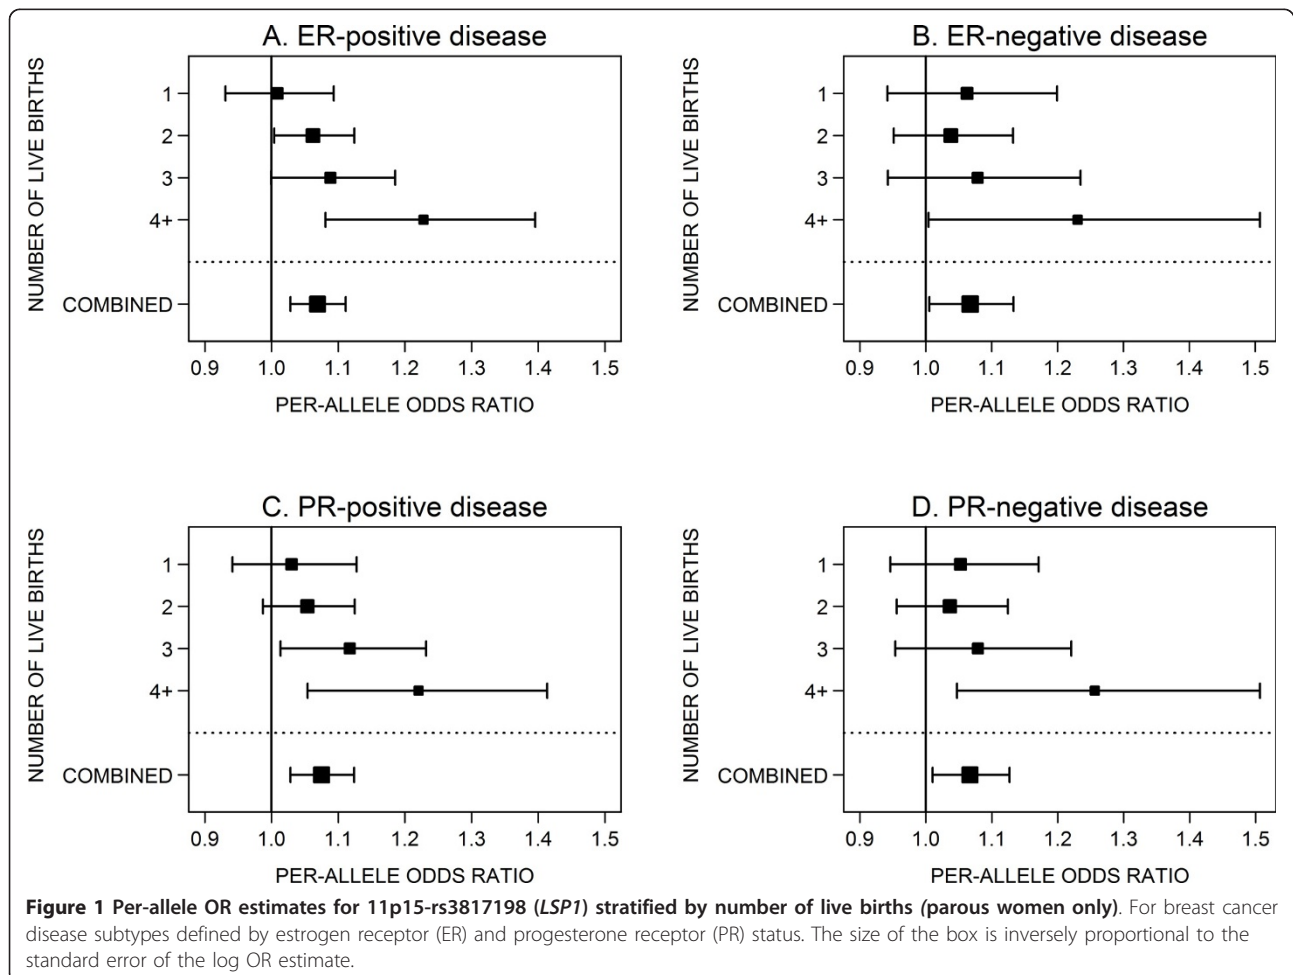 A. ER-positive disease
NUMBER OF LIVE BIRTHS
1
2
3
4+
COMBINED
0.9 1.0 1.1 1.2 1.3 1.4 1.5
PER-ALLELE ODDS RATIO
B. ER-negative disease
NUMBER OF LIVE BIRTHS
1
2
3
4+
COMBINED
0.9 1.0 1.1 1.2 1.3 1.4 1.5
PER-ALLELE ODDS RATIO
C. PR-positive disease
NUMBER OF LIVE BIRTHS
1
2
3
4+
COMBINED
0.9 1.0 1.1 1.2 1.3 1.4 1.5
PER-ALLELE ODDS RATIO
D. PR-negative disease
NUMBER OF LIVE BIRTHS
1
2
3
4+
COMBINED
0.9 1.0 1.1 1.2 1.3 1.4 1.5
PER-ALLELE ODDS RATIO
Figure 1 Per-allele OR estimates for 11p15-rs3817198 (LSP1) stratified by number of live births (parous women only). For breast cancer
disease subtypes defined by estrogen receptor (ER) and progesterone receptor (PR) status. The size of the box is inversely proportional to the
standard error of the log OR estimate.